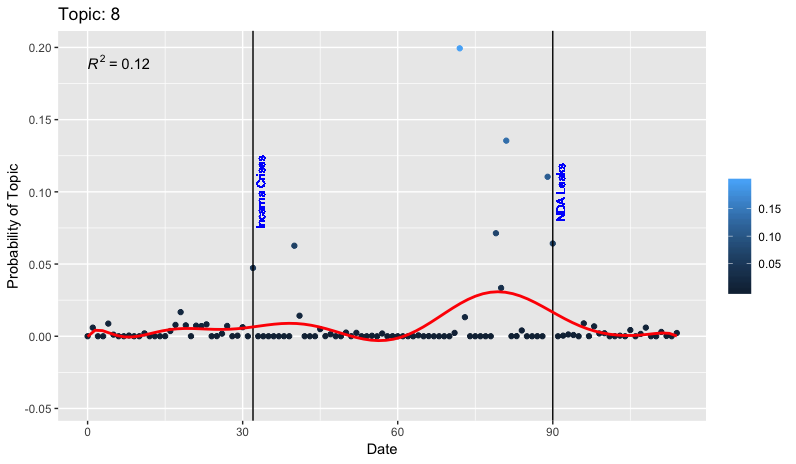 Topic: 8
R² = 0.12
0.20
0.15
0.10
0.05
0.00
-0.05
Probability of Topic
Incarna Crises
NDA Leaks
0
30
60
90
Date
0.15
0.10
0.05